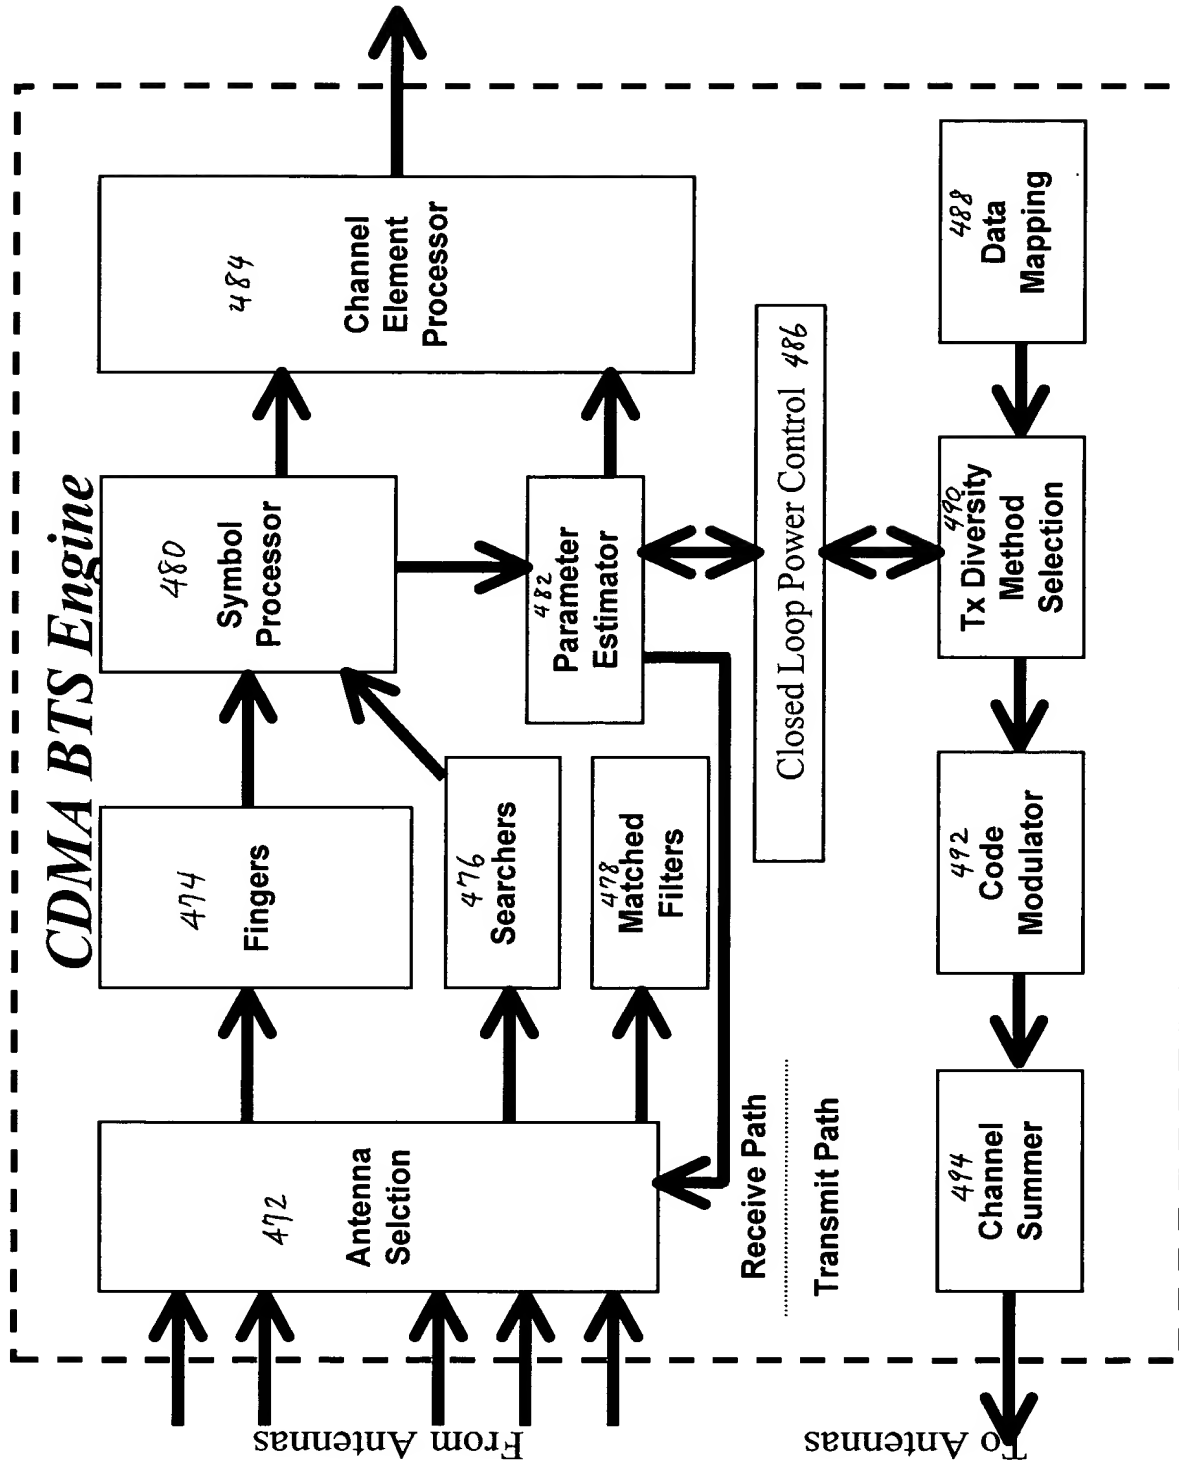 CDMA BTS Engine
From Antennas
472
Antenna
Selction
474
Fingers
476
Searchers
478
Matched
Filters
480
Symbol
Processor
482
Parameter
Estimator
484
Channel
Element
Processor
Closed Loop Power Control 486
Receive Path
Transmit Path
488
Data
Mapping
490
Tx Diversity
Method
Selection
492
Code
Modulator
494
Channel
Summer
To Antennas